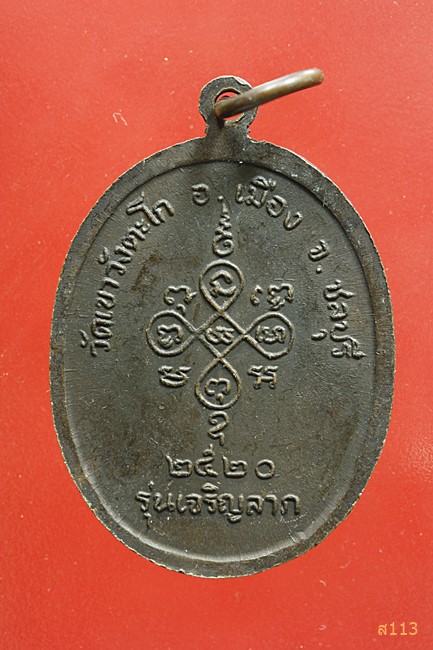 วัดเขาวังตะโก อ เมือง จ. ชลบุรี
๒๕๒๐
รุ่นเจริญลาภ
ส113